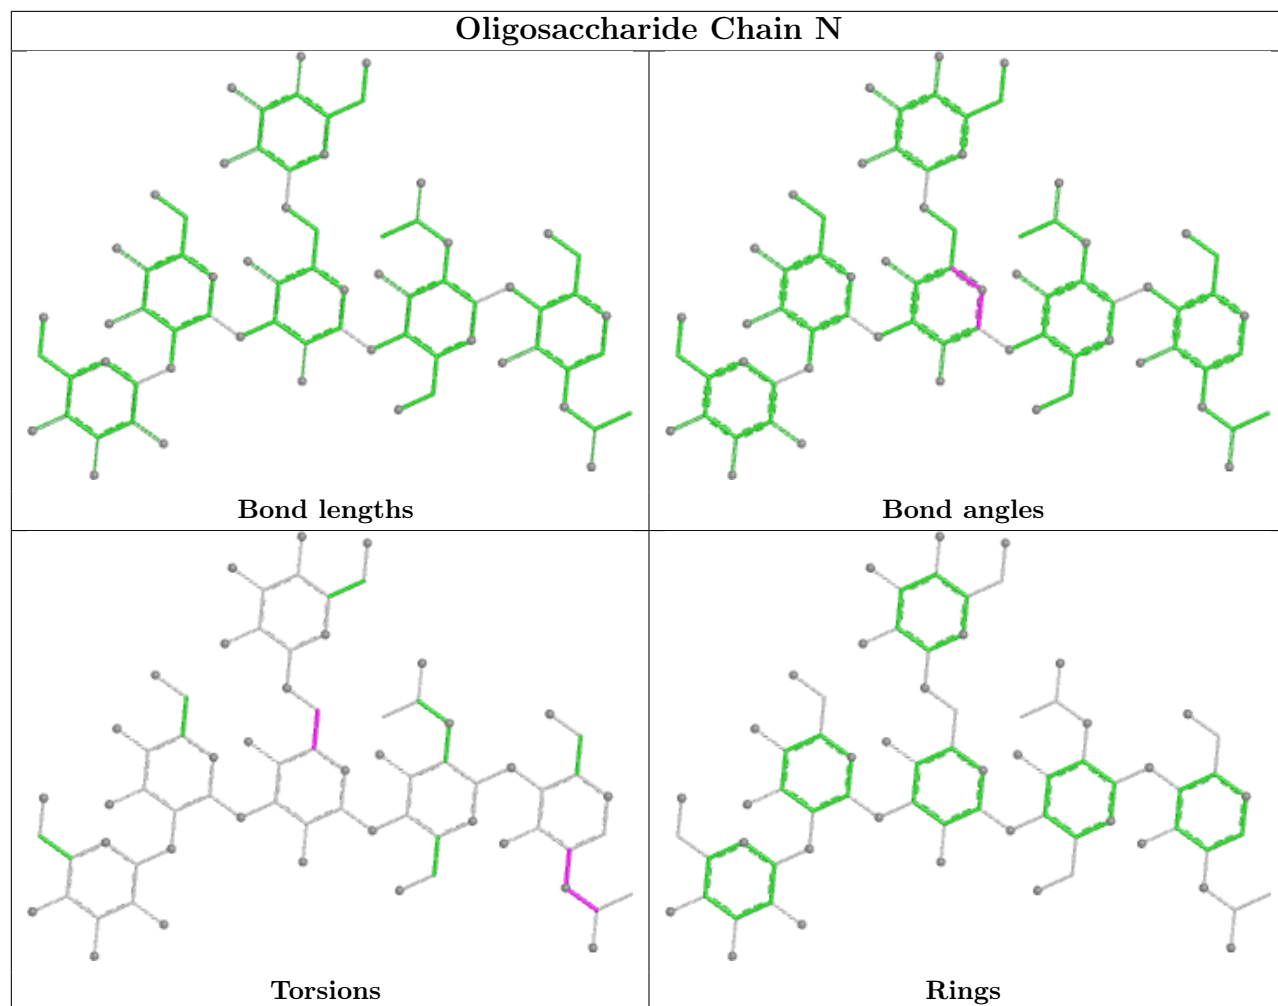 Oligosaccharide Chain N
Bond lengths
Bond angles
Torsions
Rings